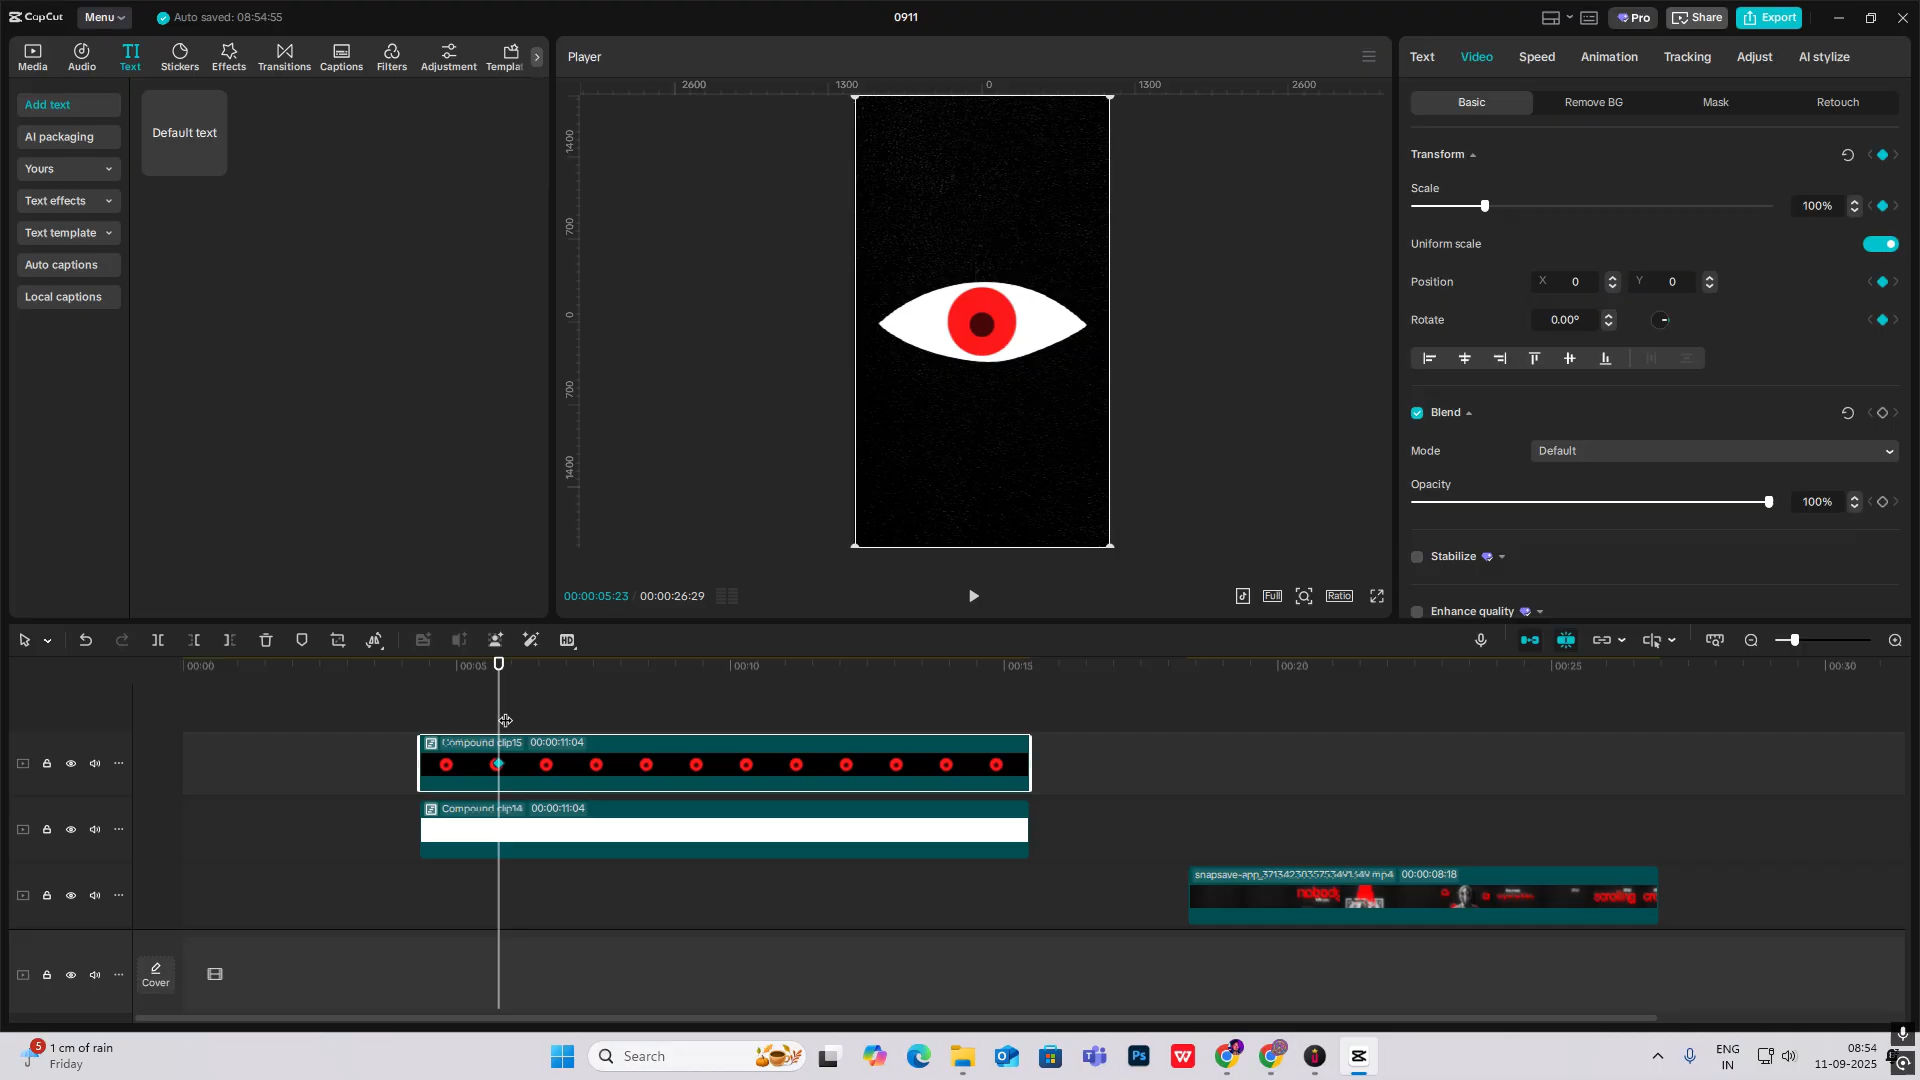 CapCut
Menu
Auto saved: 08:54:55
0911
Pro
Share
Export
Media
Audio
TI
Text
Stickers
Effects
Transitions
Captions
Filters
Adjustment
Templat
Add text
AI packaging
Yours
Text effects
Text template
Auto captions
Local captions
Default text
Player
2600
1300
0
1300
2600
1400
700
0
700
1400
00:00:05:23 / 00:00:26:29
Full
Ratio
Text
Video
Speed
Animation
Tracking
Adjust
AI stylize
Basic
Remove BG
Mask
Retouch
Transform
Scale
100%
Uniform scale
Position
X 0
Y 0
Rotate
0.00°
Blend
Mode
Default
Opacity
100%
Stabilize
Enhance quality
HD
00:00
00:05
00:10
00:15
00:20
00:25
00:30
Compound clip15 00:00:11:04
Compound clip14 00:00:11:04
00:00:08:18
nobody
scrolling
Cover
5
1 cm of rain
Friday
Search
Ps
W
ENG
IN
08:54
11-09-2025